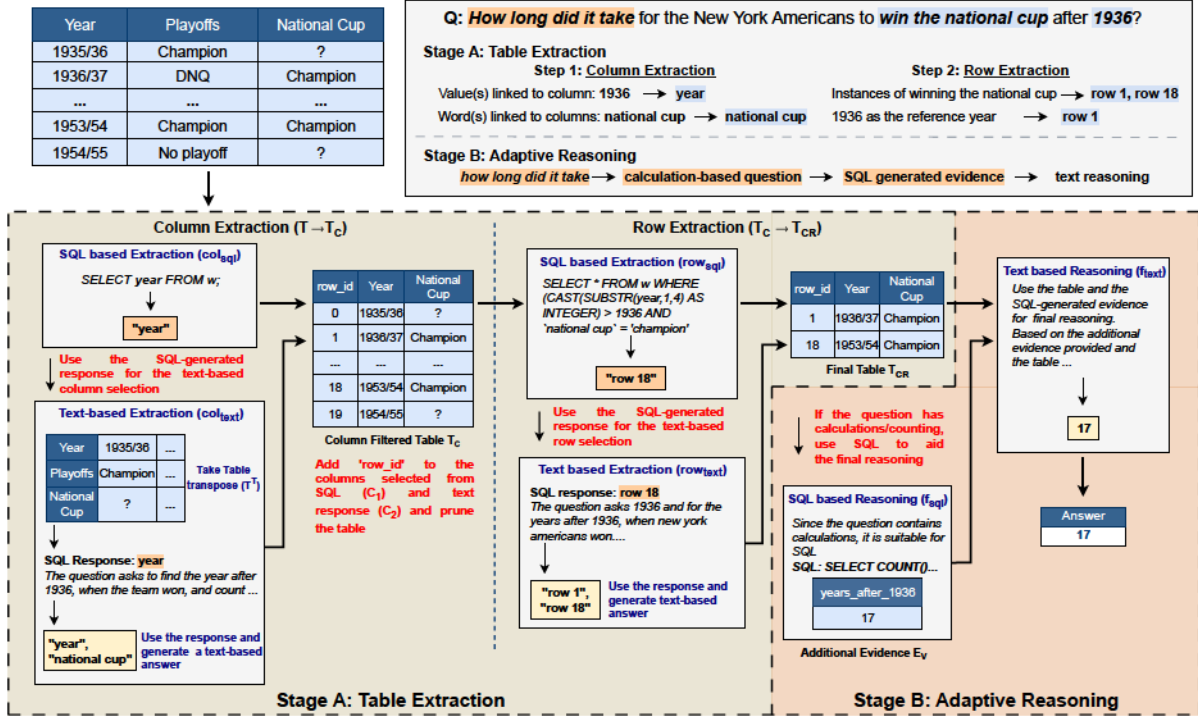 Year Playoffs National Cup
1935/36 Champion ?
1936/37 DNQ Champion
... ... ...
1953/54 Champion Champion
1954/55 No playoff ?
Q: How long did it take for the New York Americans to win the national cup after 1936?
Stage A: Table Extraction
Step 1: Column Extraction
Value(s) linked to column: 1936 → year
Word(s) linked to columns: national cup → national cup
Step 2: Row Extraction
Instances of winning the national cup → row 1, row 18
1936 as the reference year → row 1
Stage B: Adaptive Reasoning
how long did it take → calculation-based question → SQL generated evidence → text reasoning
Column Extraction (T → T_C)
SQL based Extraction (col_sql)
SELECT year FROM w;
"year"
Use the SQL-generated
response for the text-based
column selection
Text-based Extraction (col_text)
Year 1935/36 ...
Playoffs Champion ...
National
Cup ? ...
Take Table
transpose (T^T)
SQL Response: year
The question asks to find the year after
1936, when the team won, and count ...
"year",
"national cup"
Use the response and
generate a text-based
answer
row_id Year National
Cup
0 1935/36 ?
1 1936/37 Champion
... ... ...
18 1953/54 Champion
19 1954/55 ?
Column Filtered Table T_C
Add 'row_id' to the
columns selected from
SQL (C_1) and text
response (C_2) and prune
the table
Row Extraction (T_C → T_CR)
SQL based Extraction (row_sql)
SELECT * FROM w WHERE
(CAST(SUBSTR(year,1,4) AS
INTEGER) > 1936 AND
`national cup` = 'champion'
"row 18"
Use the SQL-generated
response for the text-based
row selection
Text based Extraction (row_text)
SQL response: row 18
The question asks 1936 and for the
years after 1936, when new york
americans won....
"row 1",
"row 18"
Use the response and
generate text-based
answer
row_id Year National
Cup
1 1936/37 Champion
18 1953/54 Champion
Final Table T_CR
If the question has
calculations/counting,
use SQL to aid
the final reasoning
SQL based Reasoning (f_sql)
Since the question contains
calculations, it is suitable for
SQL
SQL: SELECT COUNT()...
years_after_1936
17
Additional Evidence E_V
Text based Reasoning (f_text)
Use the table and the
SQL-generated evidence for
final reasoning.
Based on the additional
evidence provided and
the table ...
17
Answer
17
Stage A: Table Extraction
Stage B: Adaptive Reasoning